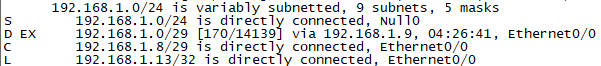 192.168.1.0/24 is variably subnetted, 9 subnets, 5 masks
S 192.168.1.0/24 is directly connected, Null0
D EX 192.168.1.0/29 [170/14139] via 192.168.1.9, 04:26:41, Ethernet0/0
C 192.168.1.8/29 is directly connected, Ethernet0/0
L 192.168.1.13/32 is directly connected, Ethernet0/0